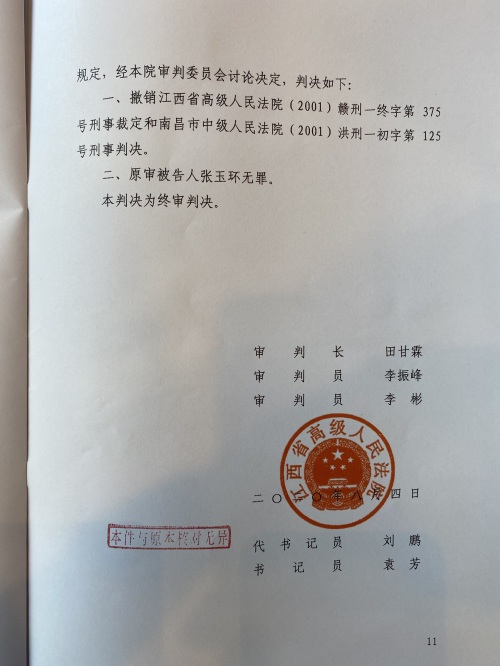 规定，经本院审判委员会讨论决定，判决如下：
一、撤销江西省高级人民法院（2001）赣刑一终字第 375
号刑事裁定和南昌市中级人民法院（2001）洪刑一初字第 125
号刑事判决。
二、原审被告人张玉环无罪。
本判决为终审判决。
审 判 长 田甘霖
审 判 员 李振峰
审 判 员 李 彬
江西省高级人民法院
二〇 〇年八 四日
本件与原本核对无异
代 书 记 员 刘 鹏
书 记 员 袁 芳
11